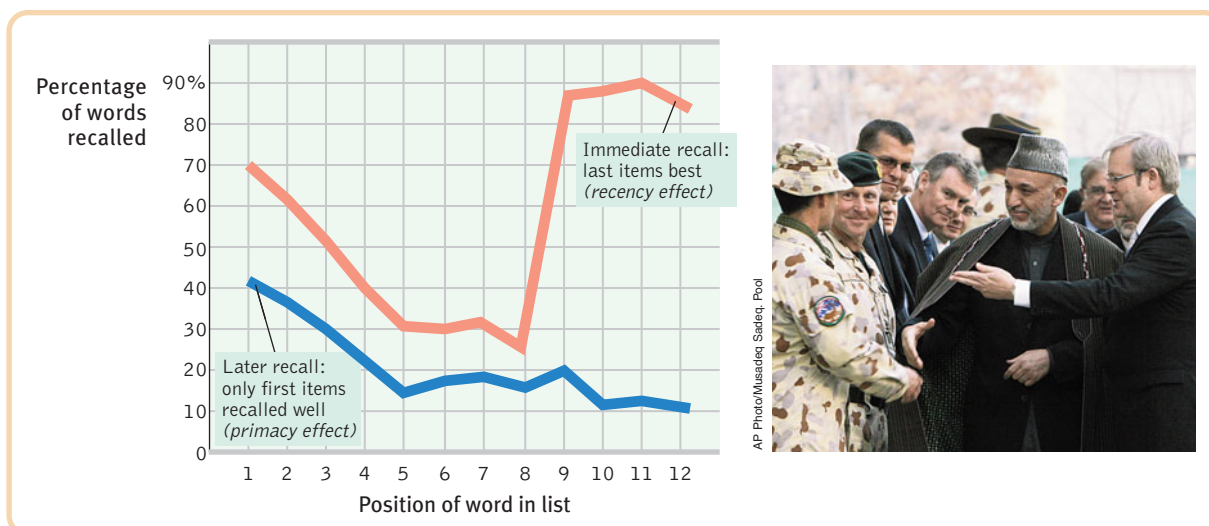 Percentage
of words
recalled
90%
80
70
60
50
40
30
20
10
0
Immediate recall:
last items best
(recency effect)
Later recall:
only first items
recalled well
(primacy effect)
1 2 3 4 5 6 7 8 9 10 11 12
Position of word in list
AP Photo/Musadeq Sadeq. Pool